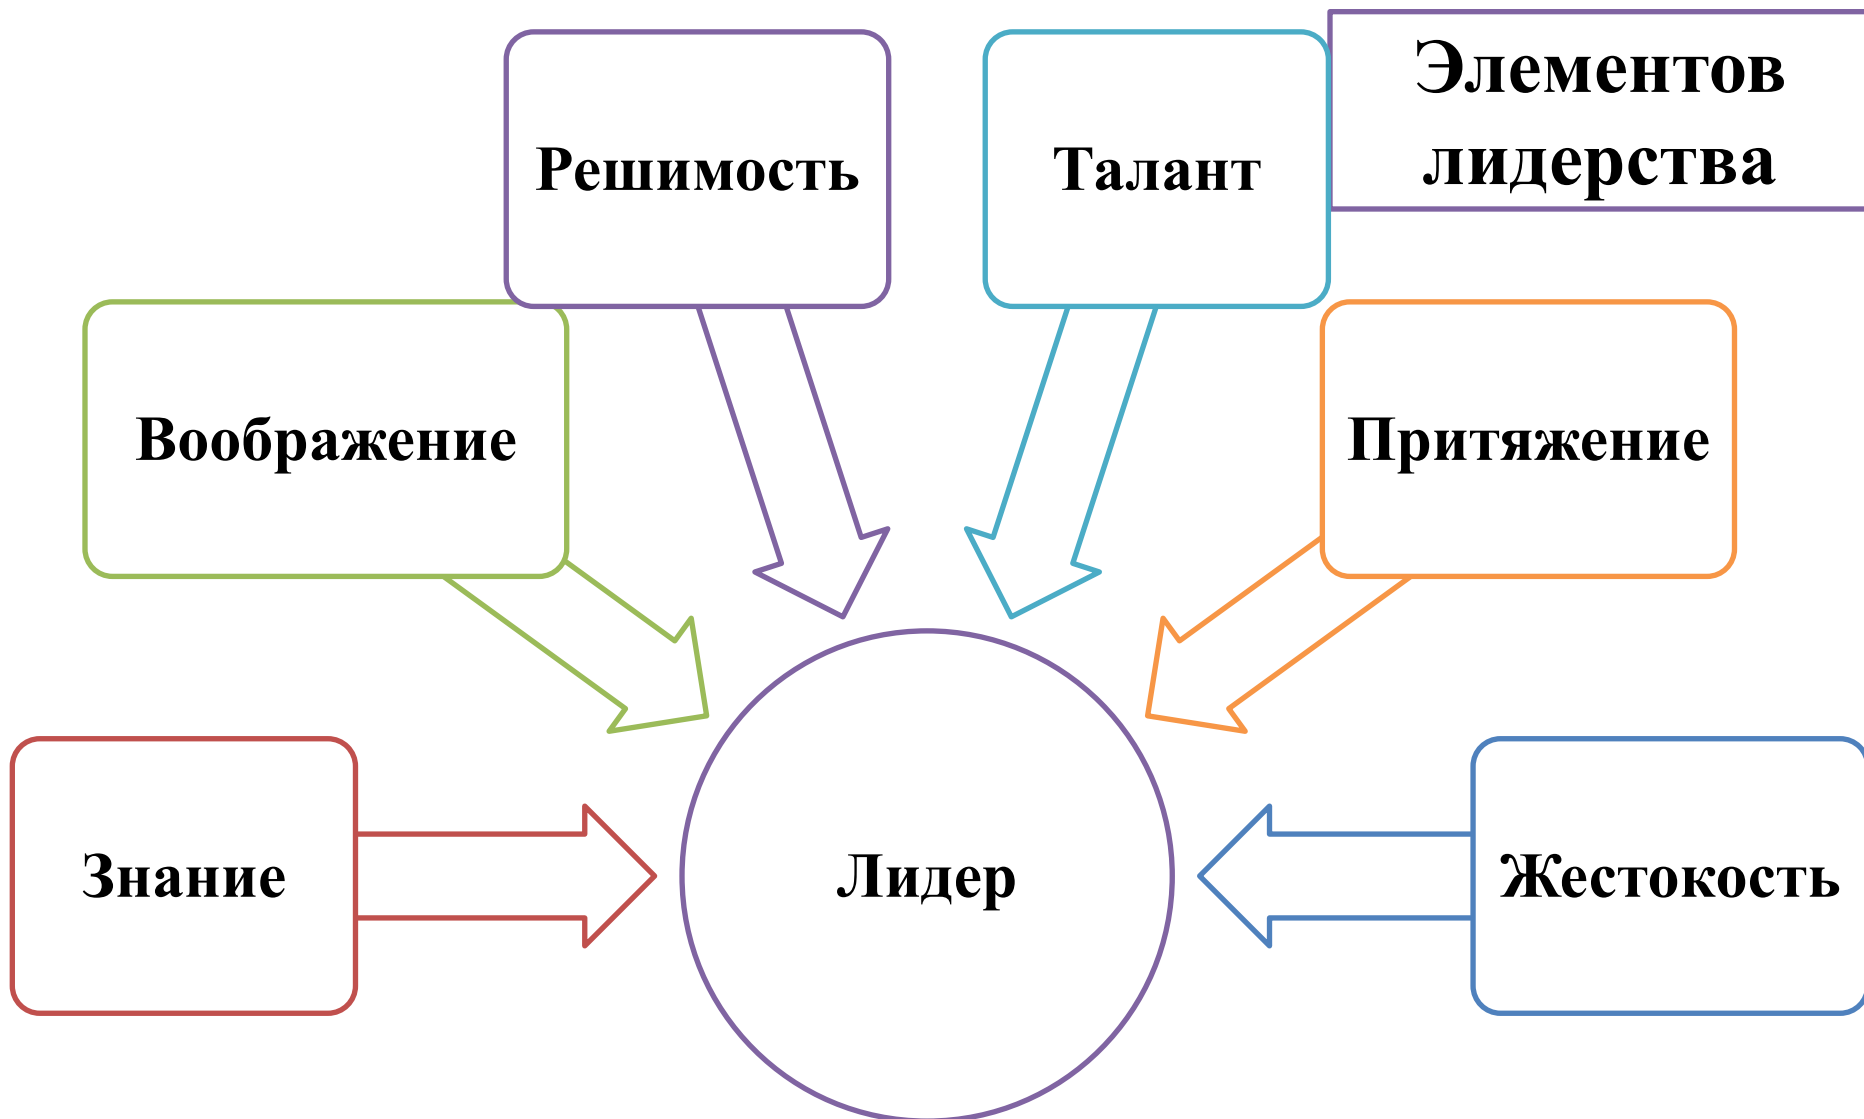 Элементов
лидерства
Решимость
Талант
Воображение
Притяжение
Знание
Лидер
Жестокость